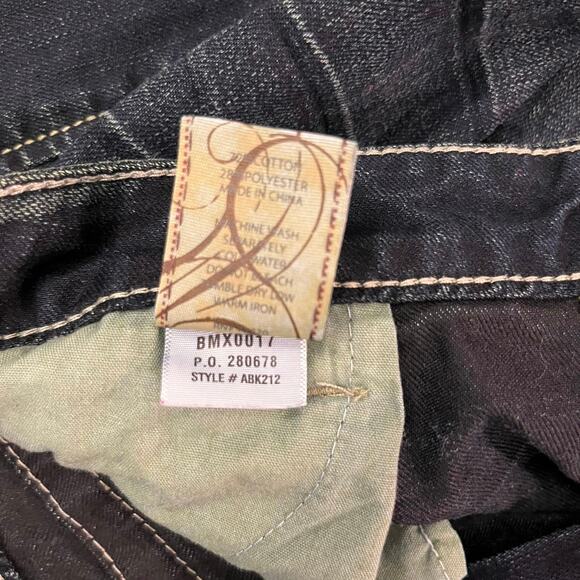 COTTON
POLYESTER
MADE IN CHINA
MACHINE WASH
SEPARATELY
COLD WATER
DO NOT BLEACH
TUMBLE DRY LOW
WARM IRON
BMX0017
P.O. 280678
STYLE # ABK212